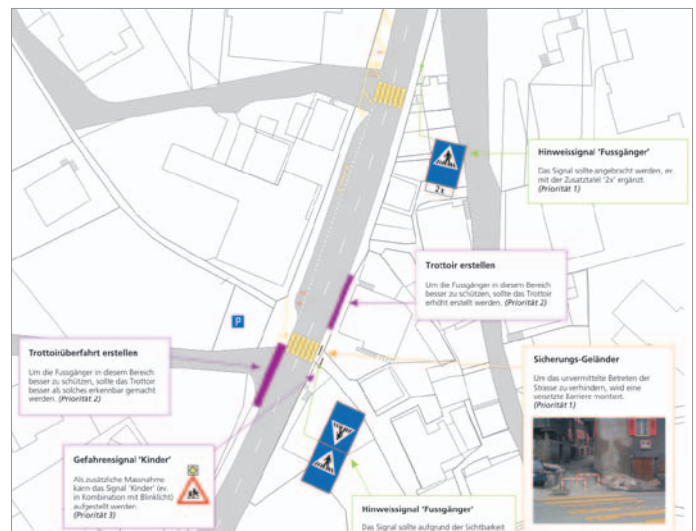 2x
Hinweissignal 'Fussgänger'
Das Signal sollte angebracht werden, ev.
mit der Zusatztafel '2x' ergänzt.
(Priorität 1)
Trottoir erstellen
Um die Fussgänger in diesem Bereich
besser zu schützen, sollte das Trottoir
erhöht erstellt werden. (Priorität 2)
P
Trottoirüberfahrt erstellen
Um die Fussgänger in diesem Bereich
besser zu schützen, sollte das Trottoir
besser als solches erkennbar gemacht
werden. (Priorität 2)
Sicherungs-Geländer
Um das unvermittelte Betreten der
Strasse zu verhindern, wird eine
versetzte Barriere montiert.
(Priorität 1)
Gefahrensignal 'Kinder'
Als zusätzliche Massnahme
kann das Signal 'Kinder' (ev.
in Kombination mit Blinklicht)
aufgestellt werden.
(Priorität 3)
Hinweissignal 'Fussgänger'
Das Signal sollte aufgrund der Sichtbarkeit